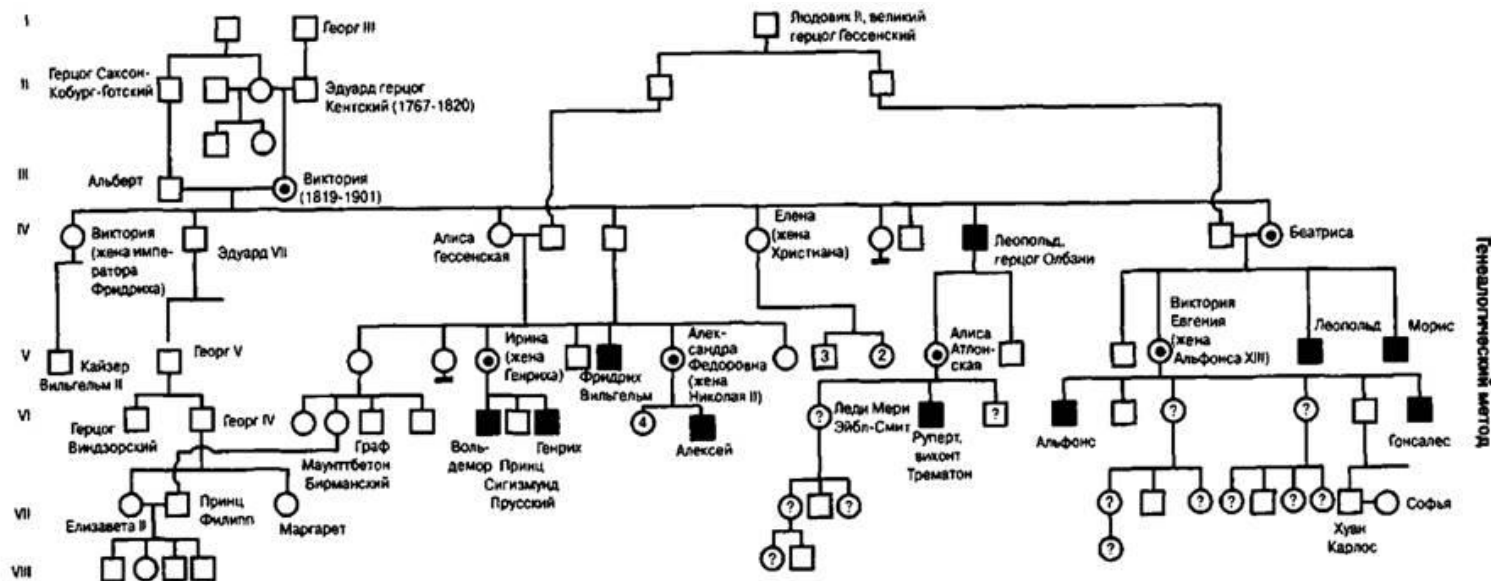 I
Георг III
Людовик II, великий
герцог Гессенский
II
Герцог Саксон-
Кобург-Готский
Эдуард герцог
Кентский (1767-1820)
III
Альберт
Виктория
(1819-1901)
IV
Виктория
(жена импе-
ратора
Фридриха)
Эдуард VII
Алиса
Гессенская
Елена
(жена
Христиана)
Леопольд,
герцог Олбани
Беатриса
V
Кайзер
Вильгельм II
Георг V
Ирина
(жена
Генриха)
Фридрих
Вильгельм
Алек-
сандра
Федоровна
(жена
Николая II)
3
2
Алиса
Атлон-
ская
Виктория
Евгения
(жена
Альфонса XIII)
Леопольд
Морис
VI
Герцог
Виндзорский
Георг IV
Граф
Маунттбетон
Бирманский
Воль-
демор
Принц
Сигизмунд
Прусский
Генрих
4
Алексей
?
Леди Мери
Эйбл-Смит
Руперт,
виконт
Трематон
?
Альфонс
?
?
Гонсалес
VII
Елизавета II
Принц
Филипп
Маргарет
?
?
?
?
?
?
?
Хуан
Карлос
Софья
VIII
?
?
Генеалогический метод